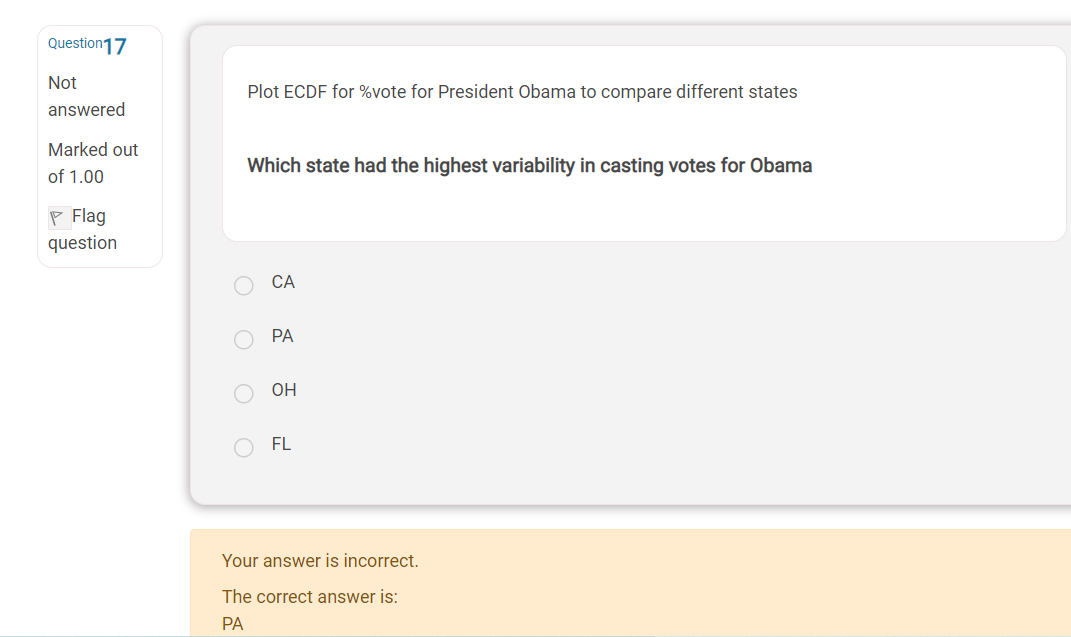 Question17
Not
answered
Marked out
of 1.00
Flag
question
Plot ECDF for %vote for President Obama to compare different states
Which state had the highest variability in casting votes for Obama
CA
PA
OH
FL
Your answer is incorrect.
The correct answer is:
PA